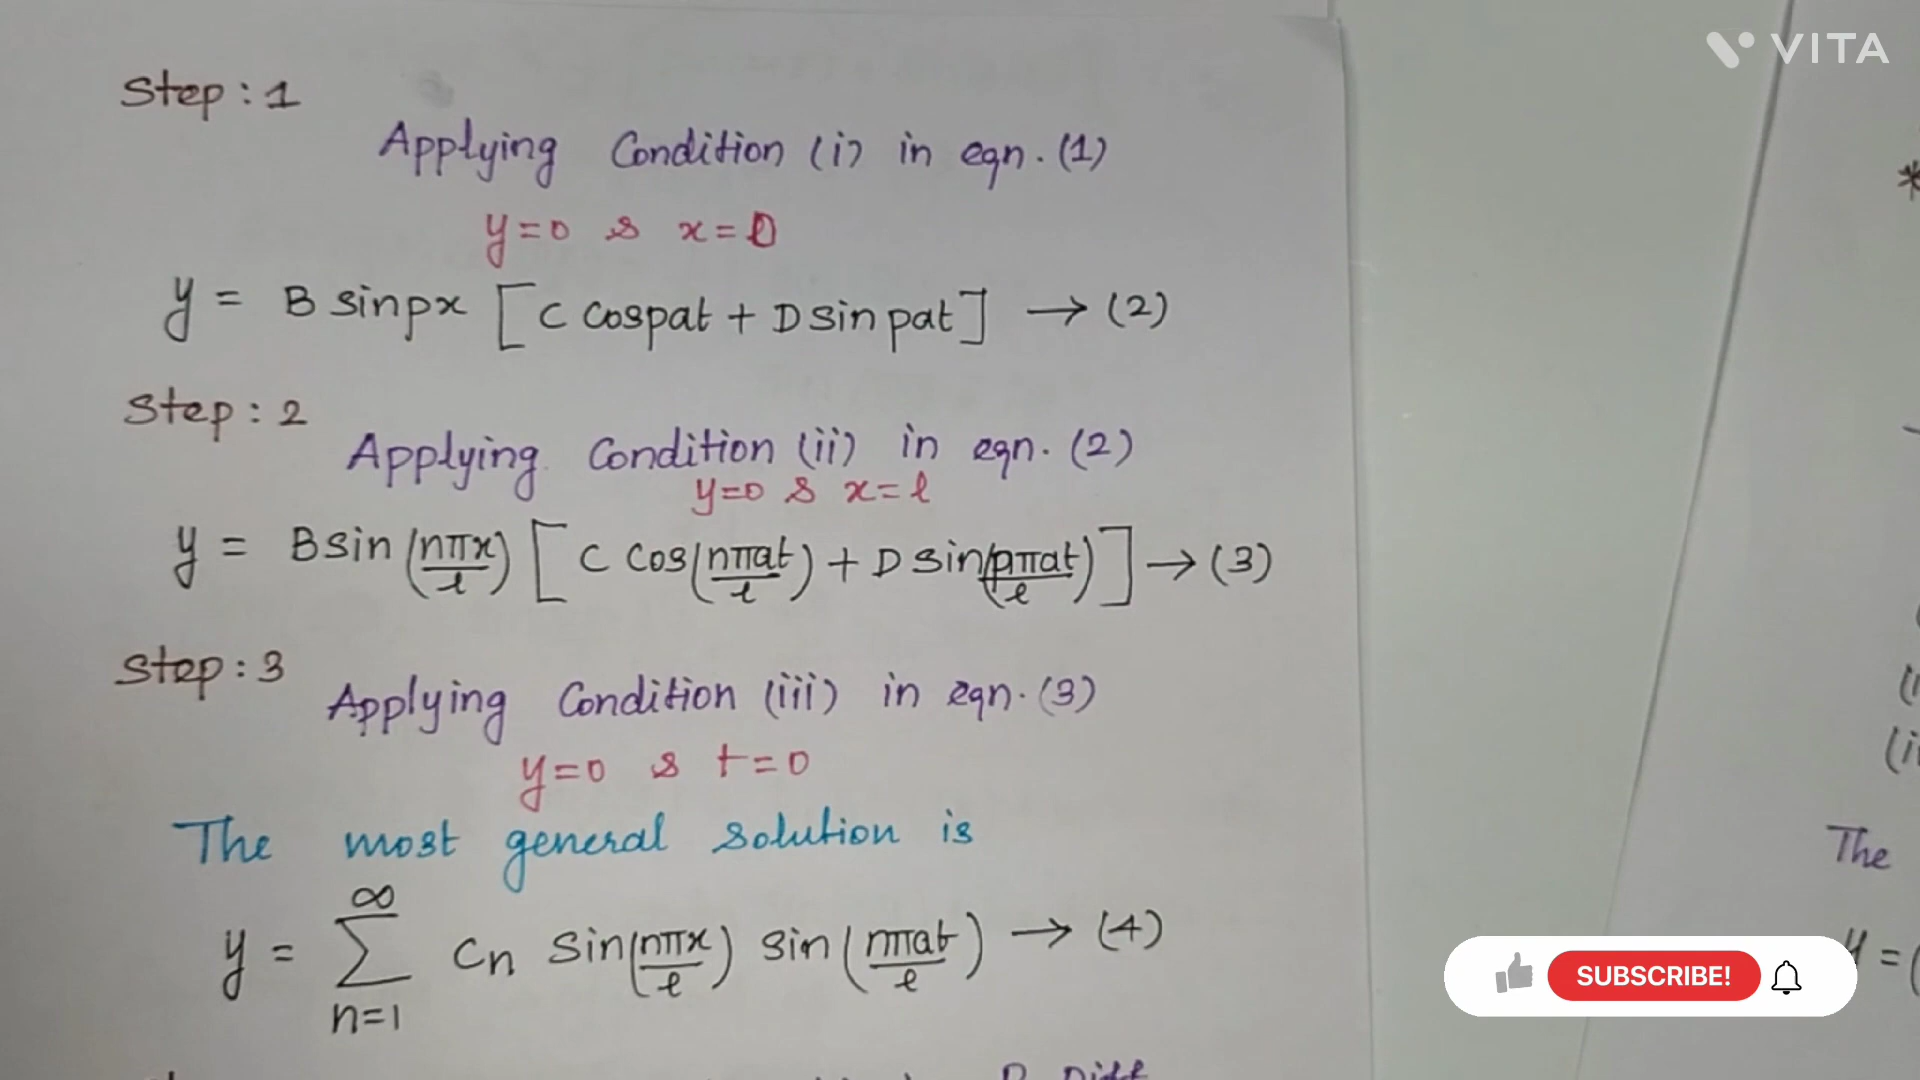 VITA
Step : 1
Applying Condition (i) in eqn. (1)
y=0 & x=0
y = B sinpx [C Cospat + D sin pat] → (2)
Step : 2
Applying Condition (ii) in eqn. (2)
y=0 & x=l
y = B sin (nπx/l) [C Cos(nπat/l) + D sin(nπat/l)] → (3)
Step : 3
Applying Condition (iii) in eqn. (3)
y=0 & t=0
The most general solution is
y = ∑ n=1 ∞ Cn Sin(nπx/l) sin (nπat/l) → (4)
The
y = (
SUBSCRIBE!